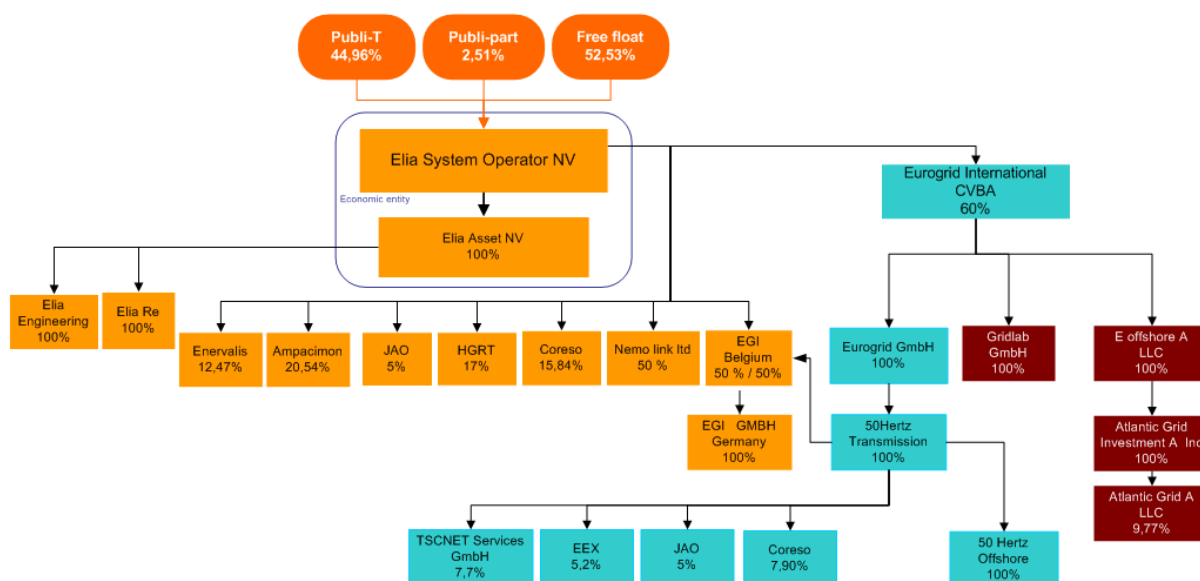 Publi-T
44,96%
Publi-part
2,51%
Free float
52,53%
Elia System Operator NV
Economic entity
Elia Asset NV
100%
Eurogrid International
CVBA
60%
Elia
Engineering
100%
Elia Re
100%
Enervalis
12,47%
Ampacimon
20,54%
JAO
5%
HGRT
17%
Coreso
15,84%
Nemo link ltd
50 %
EGI
Belgium
50 % / 50%
Eurogrid GmbH
100%
Gridlab
GmbH
100%
E offshore A
LLC
100%
EGI GMBH
Germany
100%
50Hertz
Transmission
100%
Atlantic Grid
Investment A Inc
100%
Atlantic Grid A
LLC
9,77%
TSCNET Services
GmbH
7,7%
EEX
5,2%
JAO
5%
Coreso
7,90%
50 Hertz
Offshore
100%